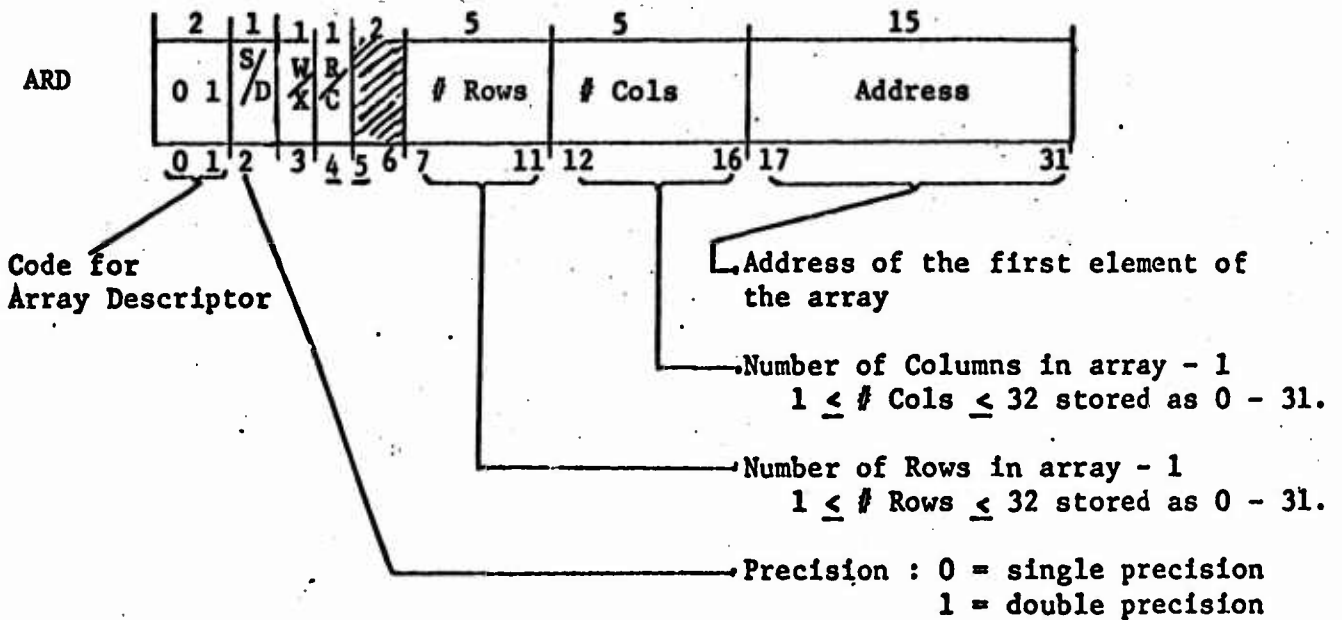 2 1 1 1 2 5 5 15
ARD 0 1 S/D W/X R/C # Rows # Cols Address
0 1 2 3 4 5 6 7 11 12 16 17 31
Code for
Array Descriptor
Address of the first element of
the array
Number of Columns in array - 1
1 ≤ # Cols ≤ 32 stored as 0 - 31.
Number of Rows in array - 1
1 ≤ # Rows ≤ 32 stored as 0 - 31.
Precision : 0 = single precision
1 = double precision